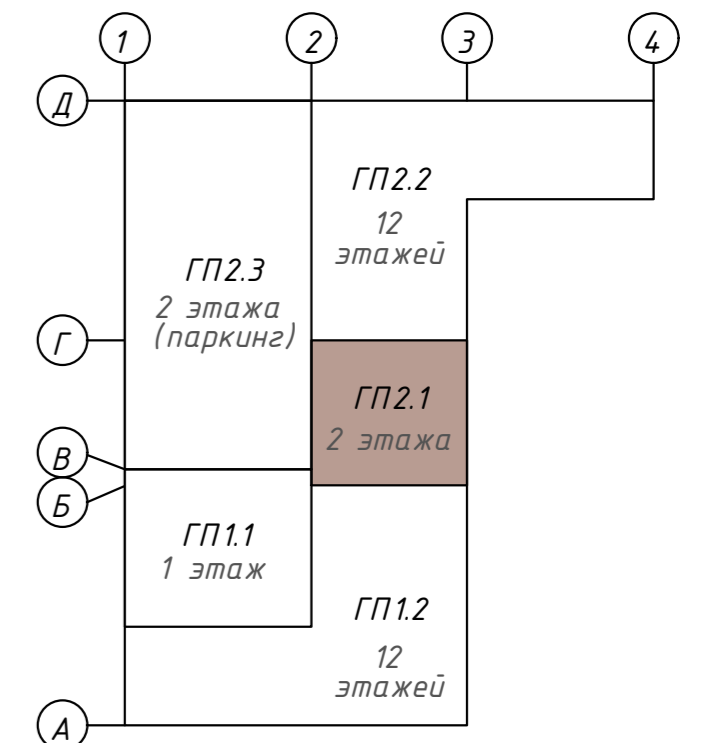 1 2 3 4
Д
ГП2.2
12
этажей
ГП2.3
2 этажа
(паркинг)
Г
ГП2.1
2 этажа
В
Б
ГП1.1
1 этаж
ГП1.2
12
этажей
А